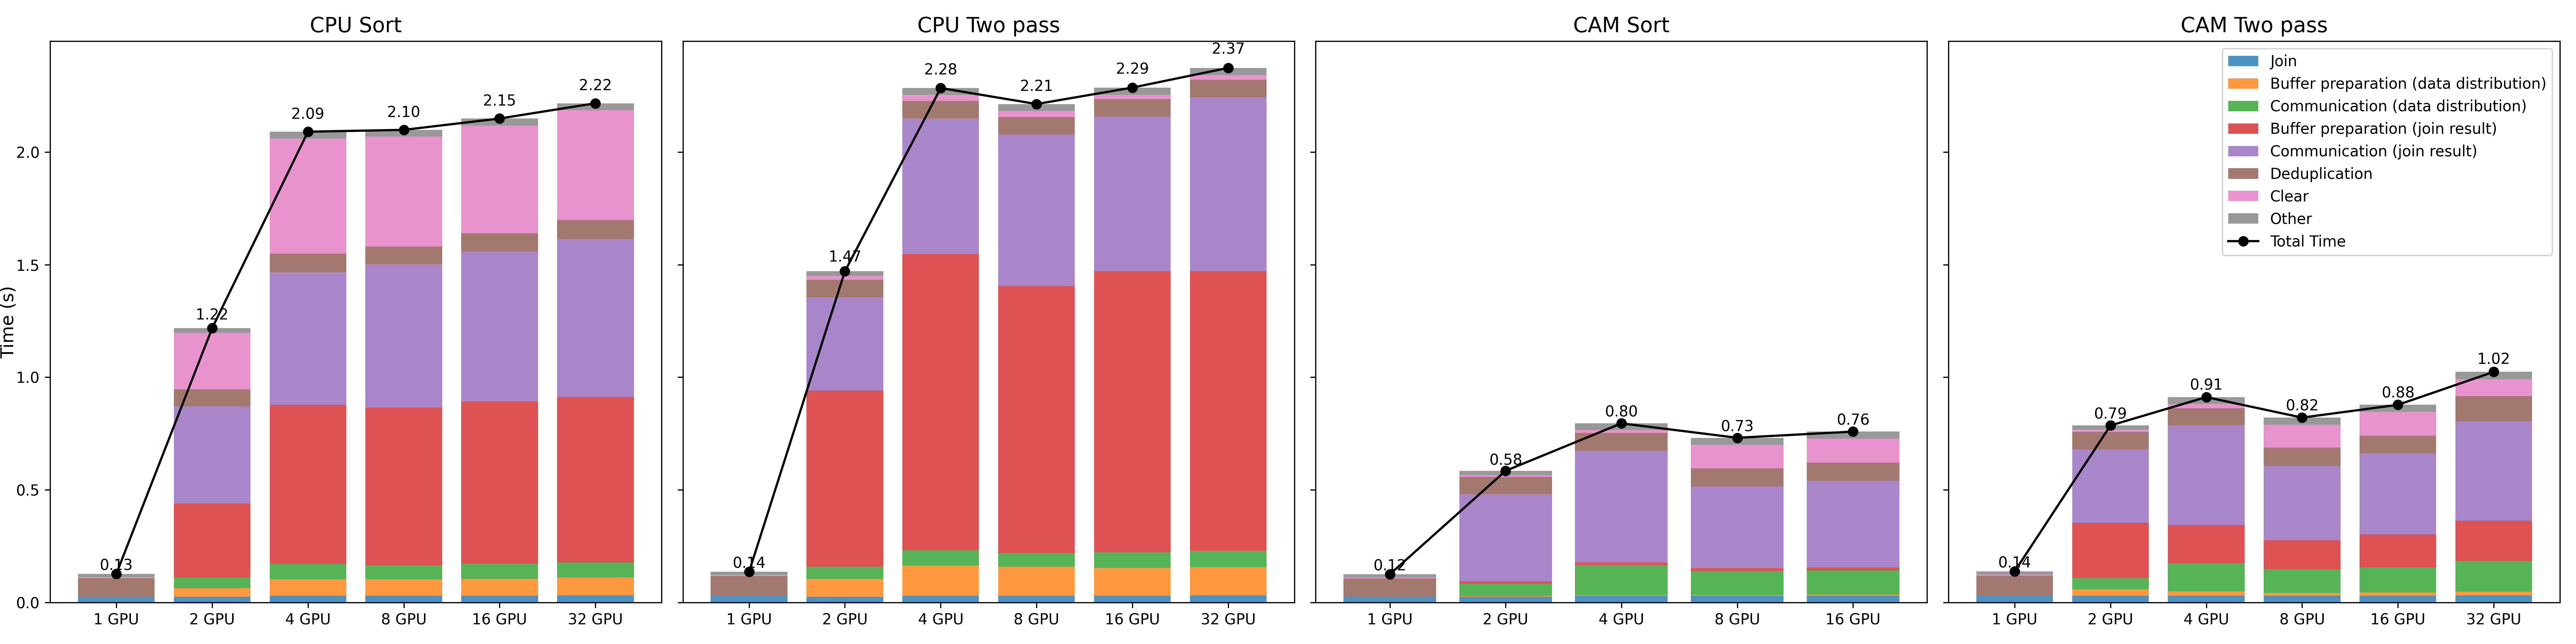 CPU Sort
CPU Two pass
CAM Sort
CAM Two pass
Time (s)
2.0
1.5
1.0
0.5
0.0
0.13
1.22
2.09
2.10
2.15
2.22
1 GPU
2 GPU
4 GPU
8 GPU
16 GPU
32 GPU
0.14
1.47
2.28
2.21
2.29
2.37
1 GPU
2 GPU
4 GPU
8 GPU
16 GPU
32 GPU
0.12
0.58
0.80
0.73
0.76
1 GPU
2 GPU
4 GPU
8 GPU
16 GPU
Join
Buffer preparation (data distribution)
Communication (data distribution)
Buffer preparation (join result)
Communication (join result)
Deduplication
Clear
Other
Total Time
0.14
0.79
0.91
0.82
0.88
1.02
1 GPU
2 GPU
4 GPU
8 GPU
16 GPU
32 GPU